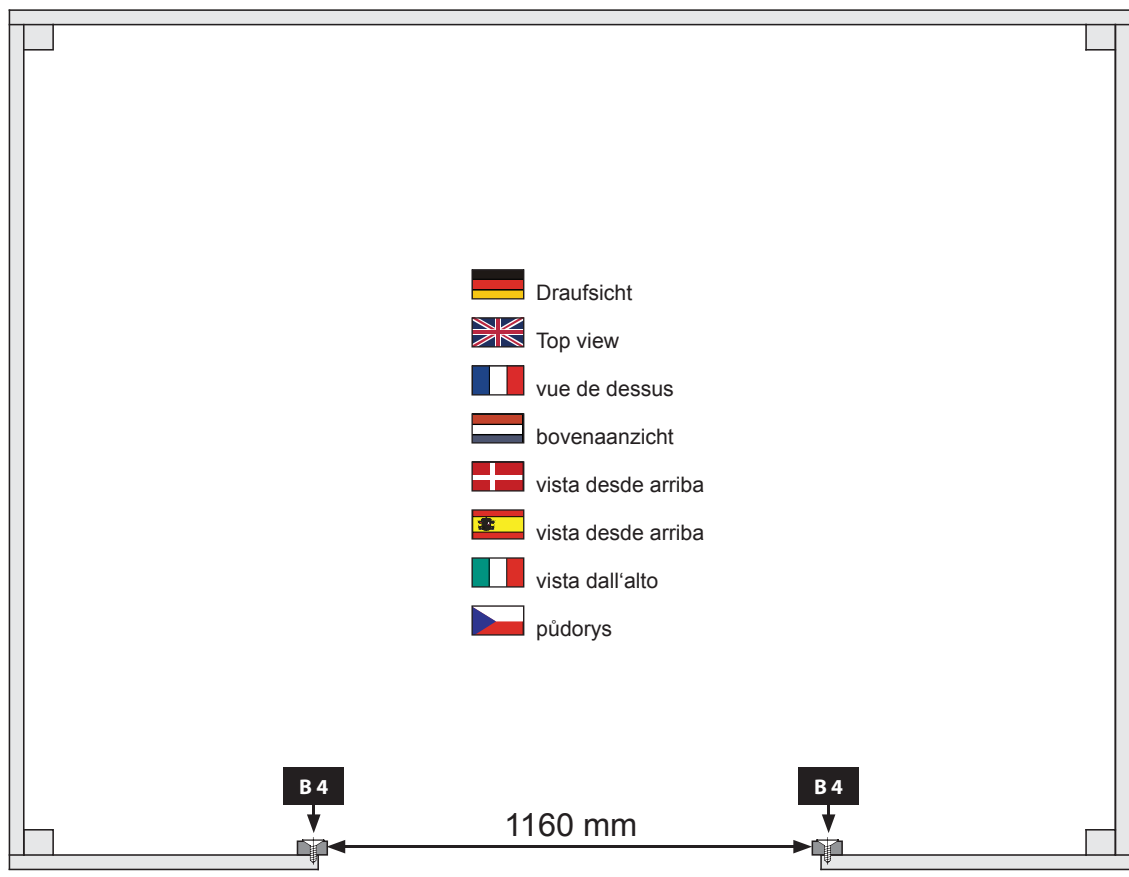 Draufsicht
Top view
vue de dessus
bovenaanzicht
vista desde arriba
vista desde arriba
vista dall‘alto
půdorys
B 4
B 4
1160 mm